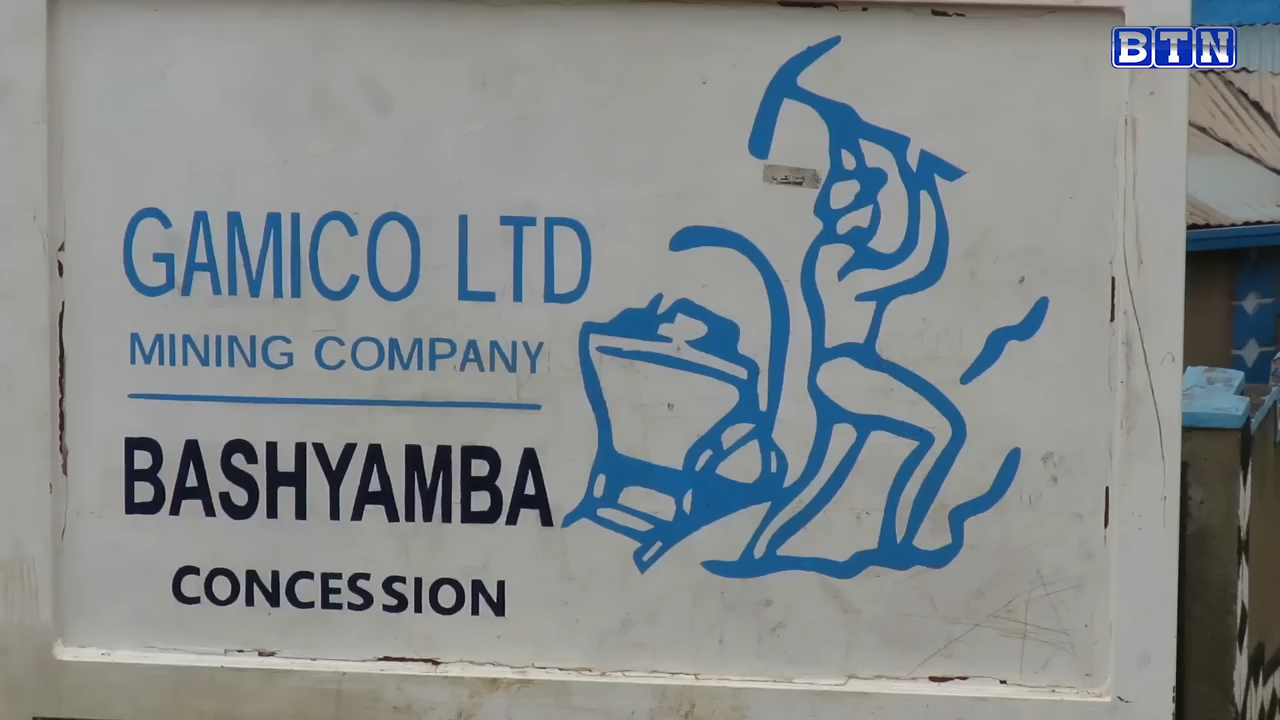 BTN
GAMICO LTD
MINING COMPANY
BASHYAMBA
CONCESSION